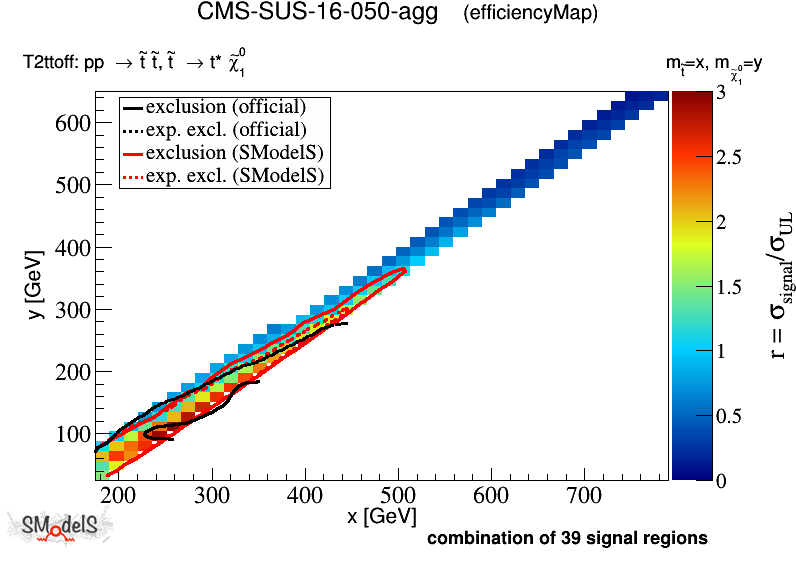 CMS-SUS-16-050-agg (efficiencyMap)
T2ttoff: pp → t̃ t̃, t̃ → t* χ̃⁰₁
m_t̃=x, m_χ̃⁰₁=y
exclusion (official)
exp. excl. (official)
exclusion (SModelS)
exp. excl. (SModelS)
600
500
400
300
200
100
y [GeV]
200 300 400 500 600 700
x [GeV]
3
2.5
2
1.5
1
0.5
0
r = σ_signal/σ_UL
SModelS
combination of 39 signal regions